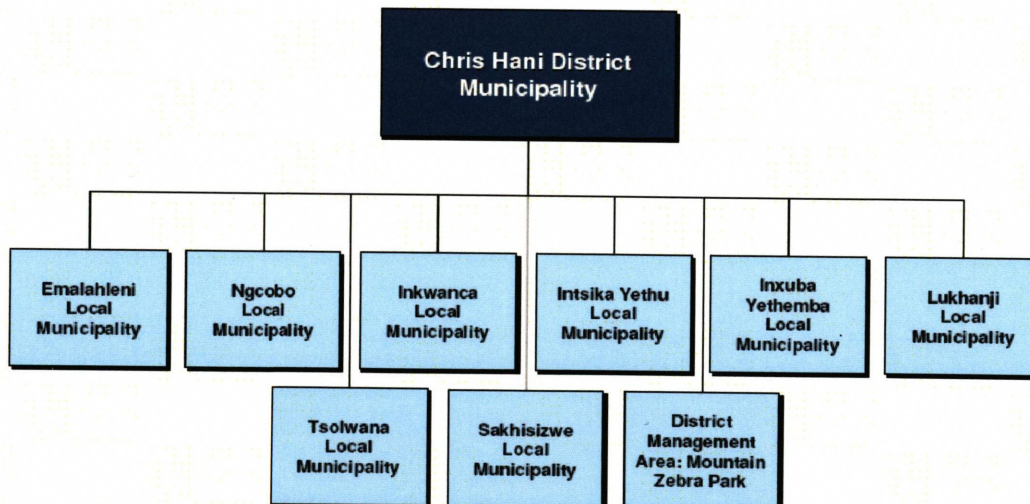 Chris Hani District
Municipality
Emalahleni
Local
Municipality
Ngcobo
Local
Municipality
Inkwanca
Local
Municipality
Intsika Yethu
Local
Municipality
Inxuba
Yethemba
Local
Municipality
Lukhanji
Local
Municipality
Tsolwana
Local
Municipality
Sakhisizwe
Local
Municipality
District
Management
Area: Mountain
Zebra Park